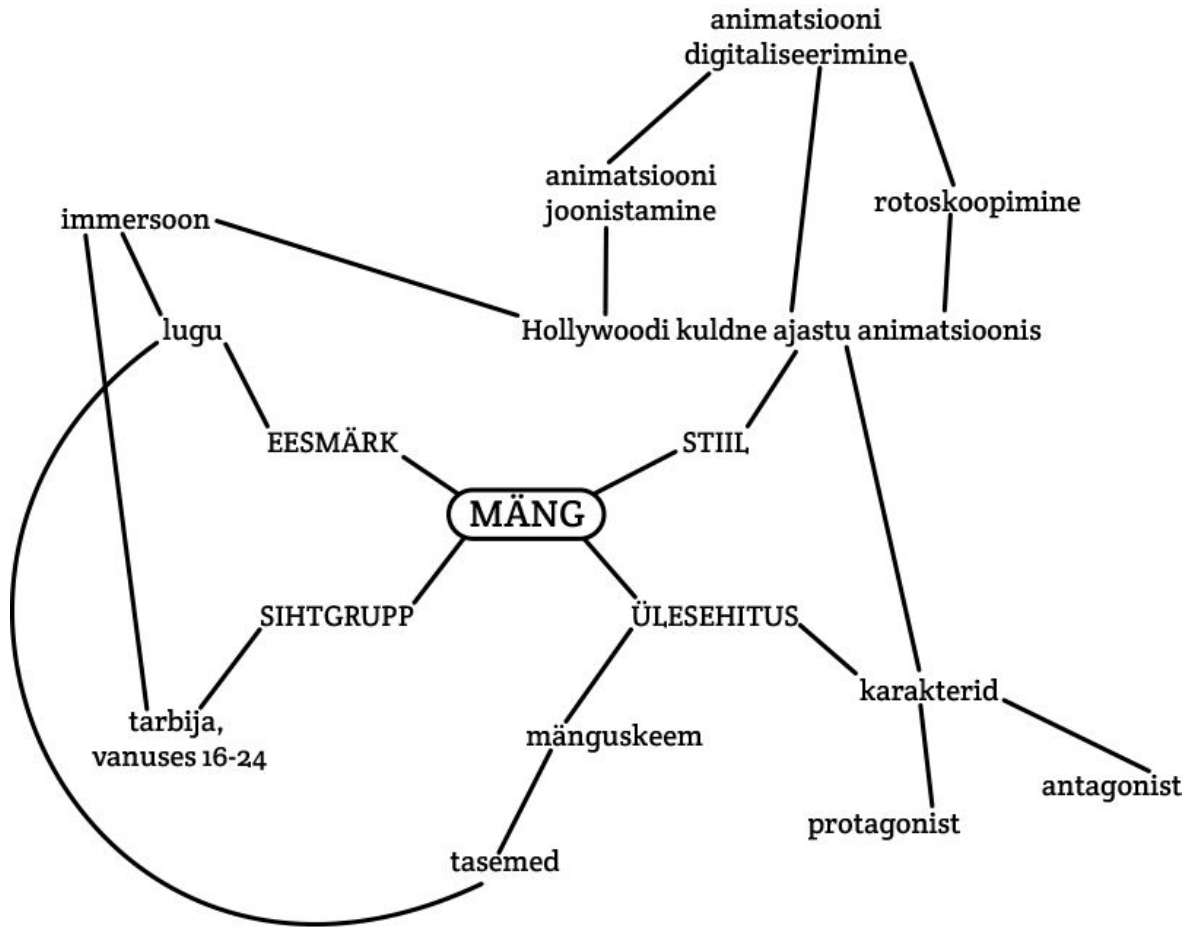 animatsiooni
digitaliseerimine
animatsiooni
joonistamine
rotoskoopimine
immersoon
lugu
Hollywoodi kuldne ajastu animatsioonis
EESMÄRK
STIIL
MÄNG
SIHTGRUPP
ÜLESEHITUS
tarbija,
vanuses 16-24
mänguskeem
karakterid
antagonist
protagonist
tasemed